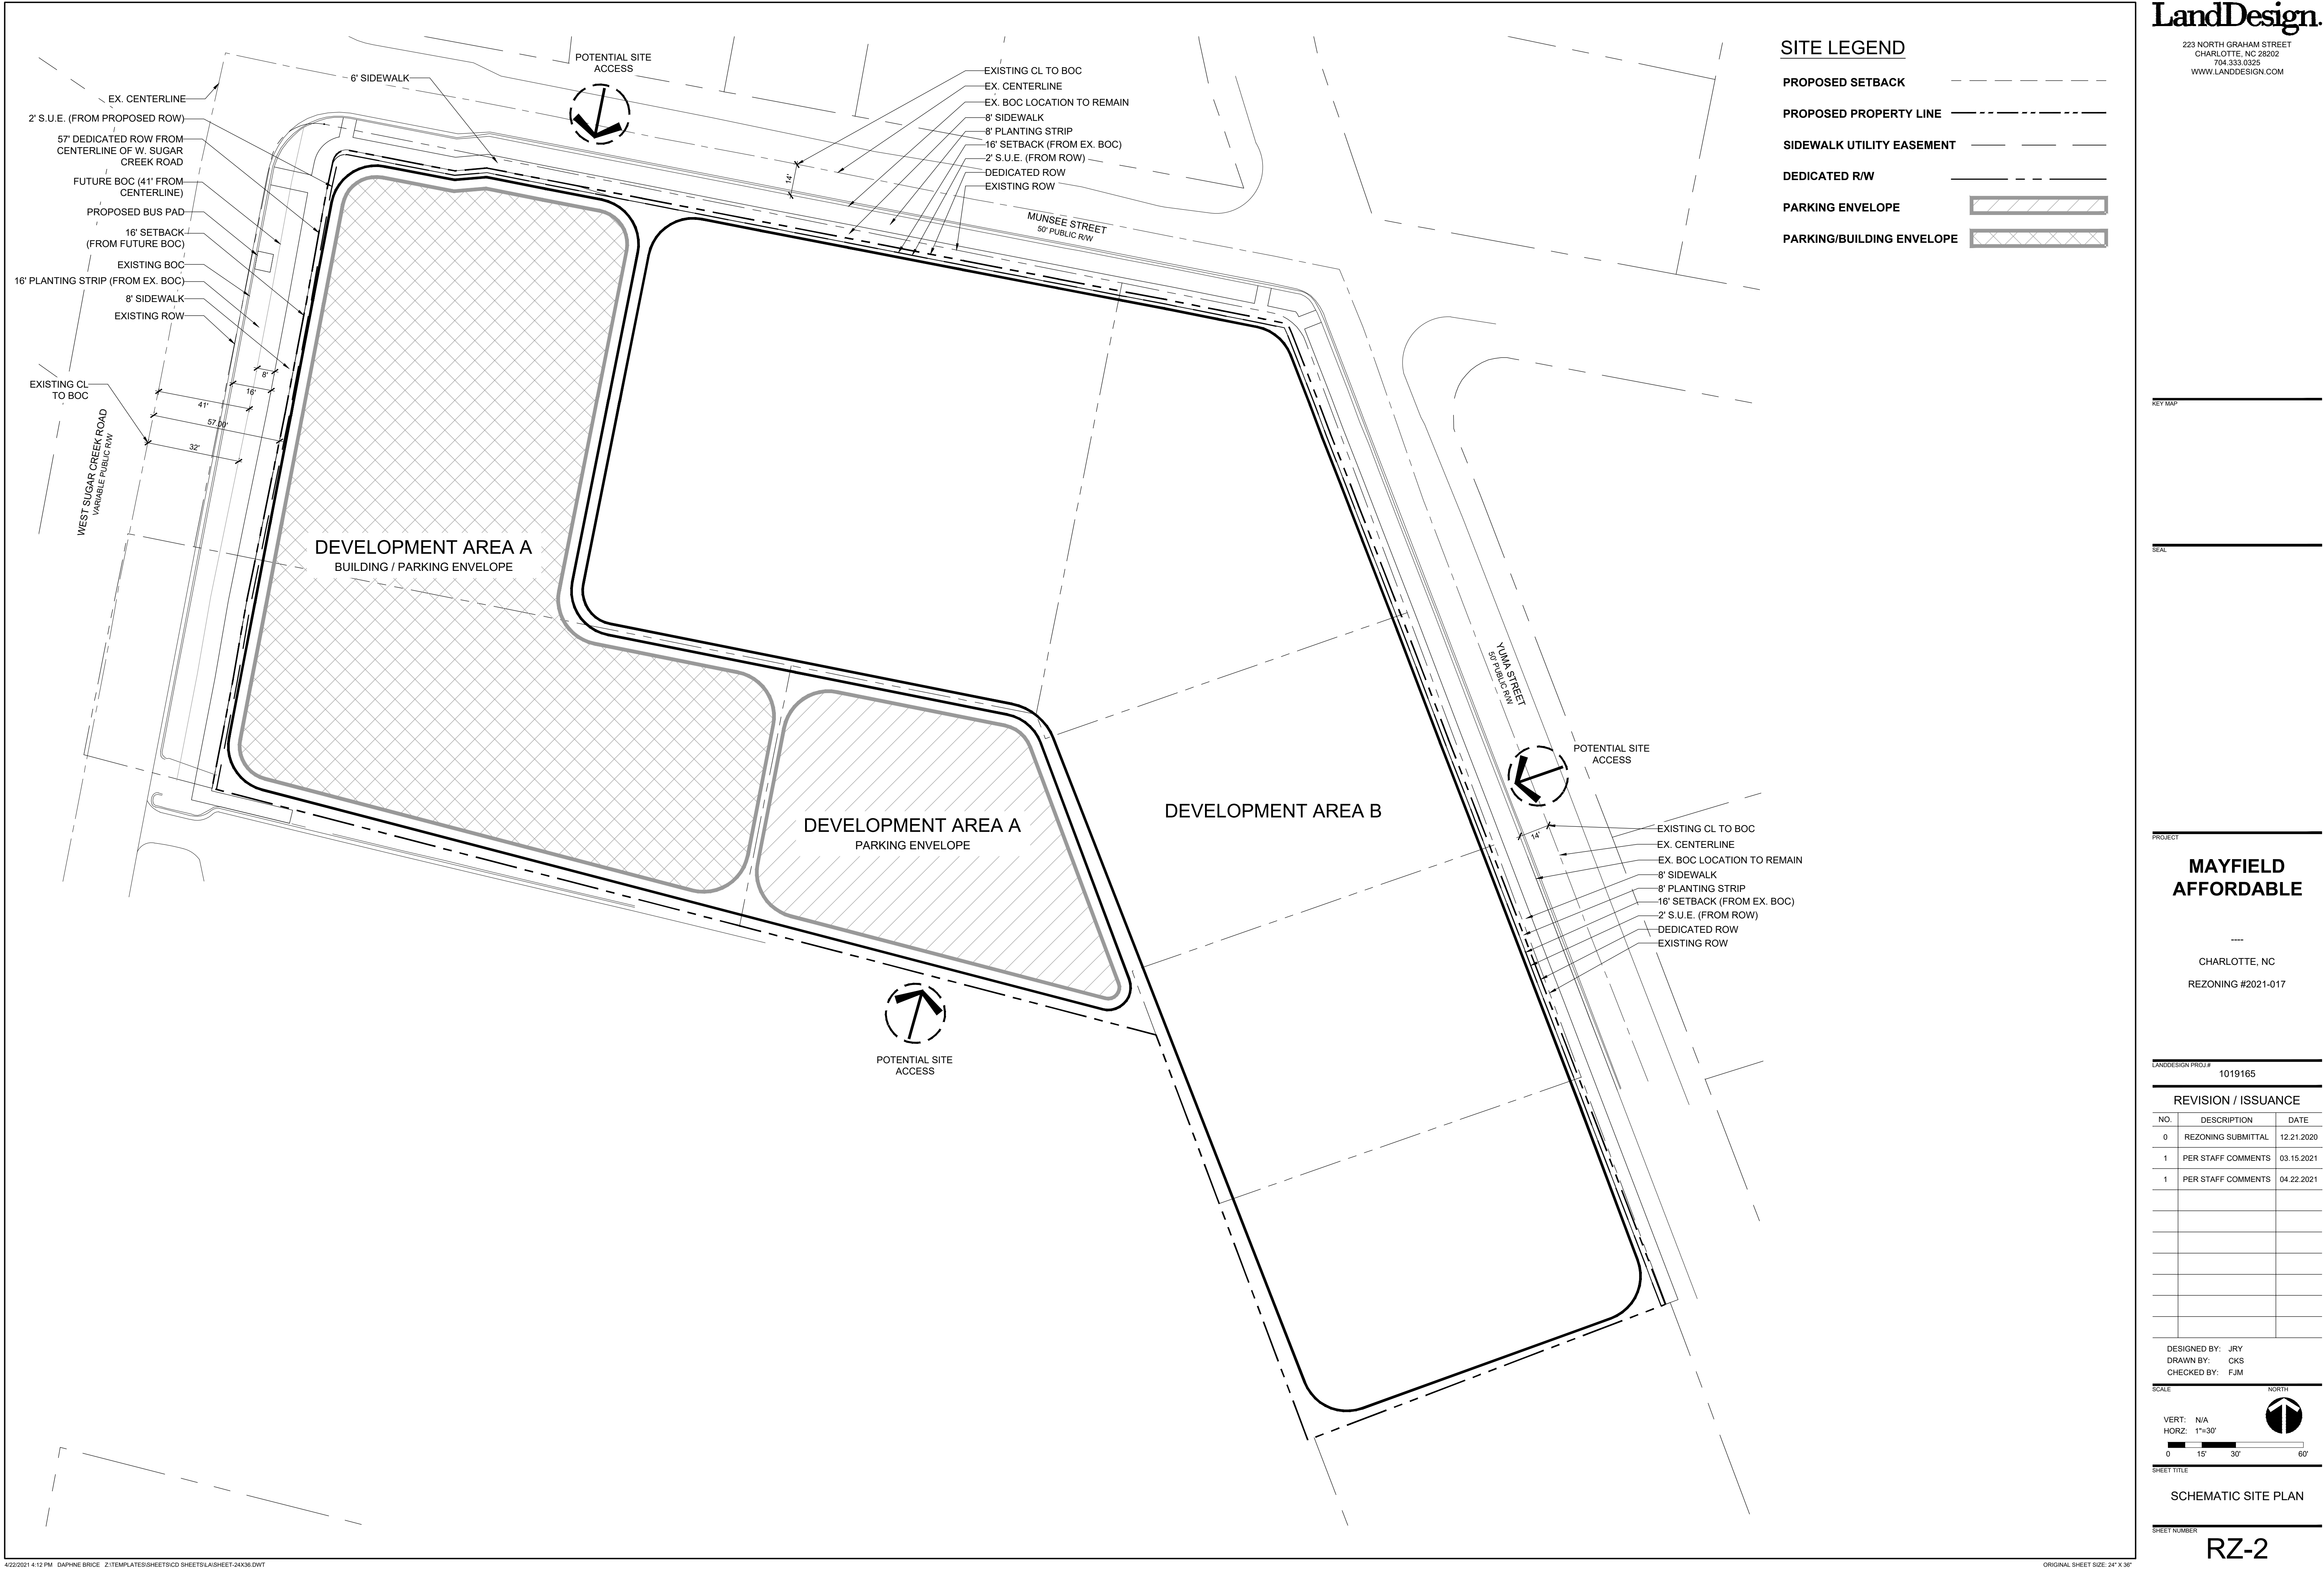 EX. CENTERLINE
2' S.U.E. (FROM PROPOSED ROW)
57' DEDICATED ROW FROM
CENTERLINE OF W. SUGAR
CREEK ROAD
FUTURE BOC (41' FROM
CENTERLINE)
PROPOSED BUS PAD
16' SETBACK
(FROM FUTURE BOC)
EXISTING BOC
16' PLANTING STRIP (FROM EX. BOC)
8' SIDEWALK
EXISTING ROW
EXISTING CL
TO BOC
8'
16'
41'
57.00'
32'
WEST SUGAR CREEK ROAD
VARIABLE PUBLIC R/W
6' SIDEWALK
POTENTIAL SITE
ACCESS
EXISTING CL TO BOC
EX. CENTERLINE
EX. BOC LOCATION TO REMAIN
8' SIDEWALK
8' PLANTING STRIP
16' SETBACK (FROM EX. BOC)
2' S.U.E. (FROM ROW)
DEDICATED ROW
EXISTING ROW
14'
MUNSEE STREET
50' PUBLIC R/W
DEVELOPMENT AREA A
BUILDING / PARKING ENVELOPE
DEVELOPMENT AREA A
PARKING ENVELOPE
DEVELOPMENT AREA B
POTENTIAL SITE
ACCESS
YUMA STREET
50' PUBLIC R/W
POTENTIAL SITE
ACCESS
14'
EXISTING CL TO BOC
EX. CENTERLINE
EX. BOC LOCATION TO REMAIN
8' SIDEWALK
8' PLANTING STRIP
16' SETBACK (FROM EX. BOC)
2' S.U.E. (FROM ROW)
DEDICATED ROW
EXISTING ROW
SITE LEGEND
PROPOSED SETBACK
PROPOSED PROPERTY LINE
SIDEWALK UTILITY EASEMENT
DEDICATED R/W
PARKING ENVELOPE
PARKING/BUILDING ENVELOPE
LandDesign.
223 NORTH GRAHAM STREET
CHARLOTTE, NC 28202
704.333.0325
WWW.LANDDESIGN.COM
KEY MAP
SEAL
PROJECT
MAYFIELD
AFFORDABLE
----
CHARLOTTE, NC
REZONING #2021-017
LANDDESIGN PROJ.#
1019165
REVISION / ISSUANCE
NO. DESCRIPTION DATE
0 REZONING SUBMITTAL 12.21.2020
1 PER STAFF COMMENTS 03.15.2021
1 PER STAFF COMMENTS 04.22.2021
DESIGNED BY: JRY
DRAWN BY: CKS
CHECKED BY: FJM
SCALE NORTH
VERT: N/A
HORZ: 1"=30'
0 15' 30' 60'
SHEET TITLE
SCHEMATIC SITE PLAN
SHEET NUMBER
RZ-2
4/22/2021 4:12 PM DAPHNE BRICE Z:\TEMPLATES\SHEETS\CD SHEETS\LA\SHEET-24X36.DWT
ORIGINAL SHEET SIZE: 24" X 36"